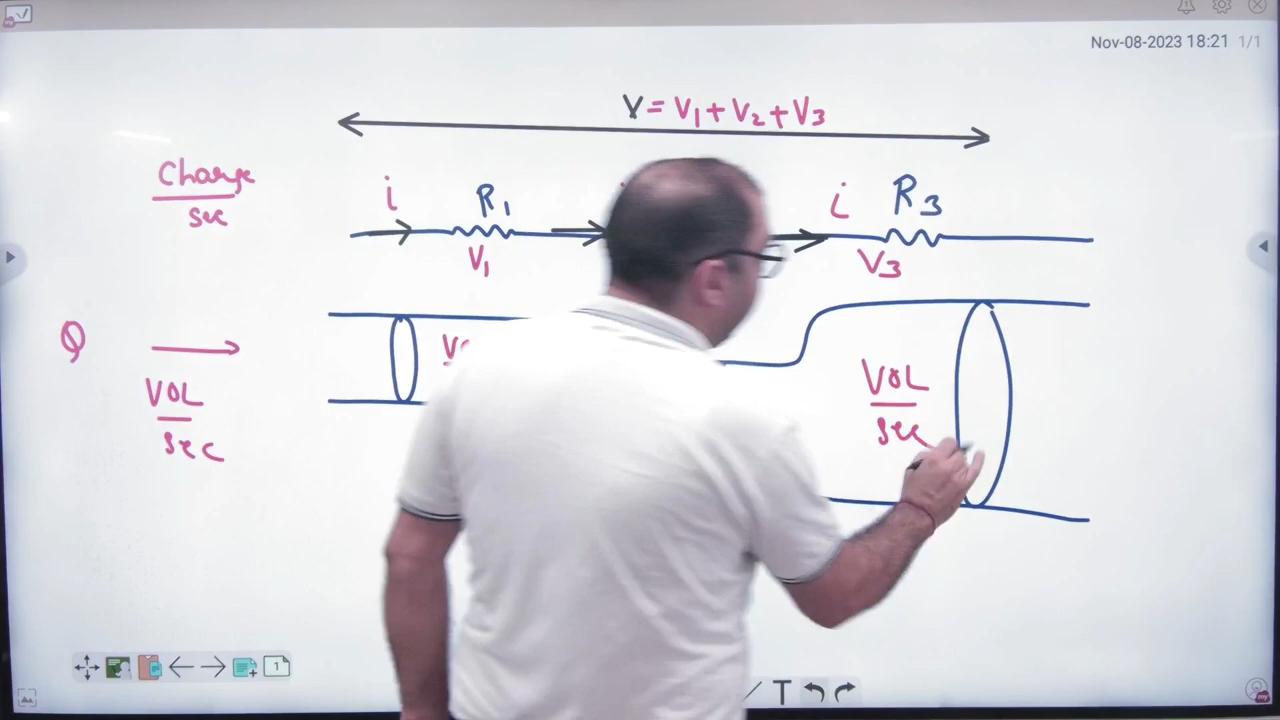 Nov-08-2023 18:21 1/1
V = V1 + V2 + V3
Charge
sec
i
R1
V1
i
R3
V3
Q
VOL
sec
VOL
sec
1
T